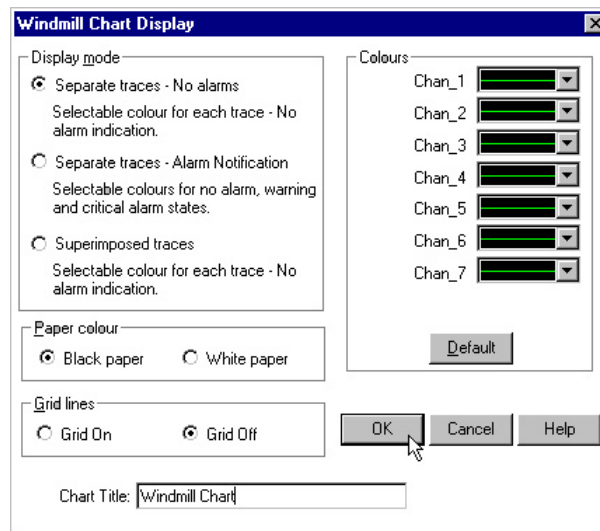 Windmill Chart Display
Display mode
Separate traces - No alarms
Selectable colour for each trace - No
alarm indication.
Separate traces - Alarm Notification
Selectable colours for no alarm, warning
and critical alarm states.
Superimposed traces
Selectable colour for each trace - No
alarm indication.
Paper colour
Black paper
White paper
Grid lines
Grid On
Grid Off
Chart Title: Windmill Chart
Colours
Chan_1
Chan_2
Chan_3
Chan_4
Chan_5
Chan_6
Chan_7
Default
OK
Cancel
Help